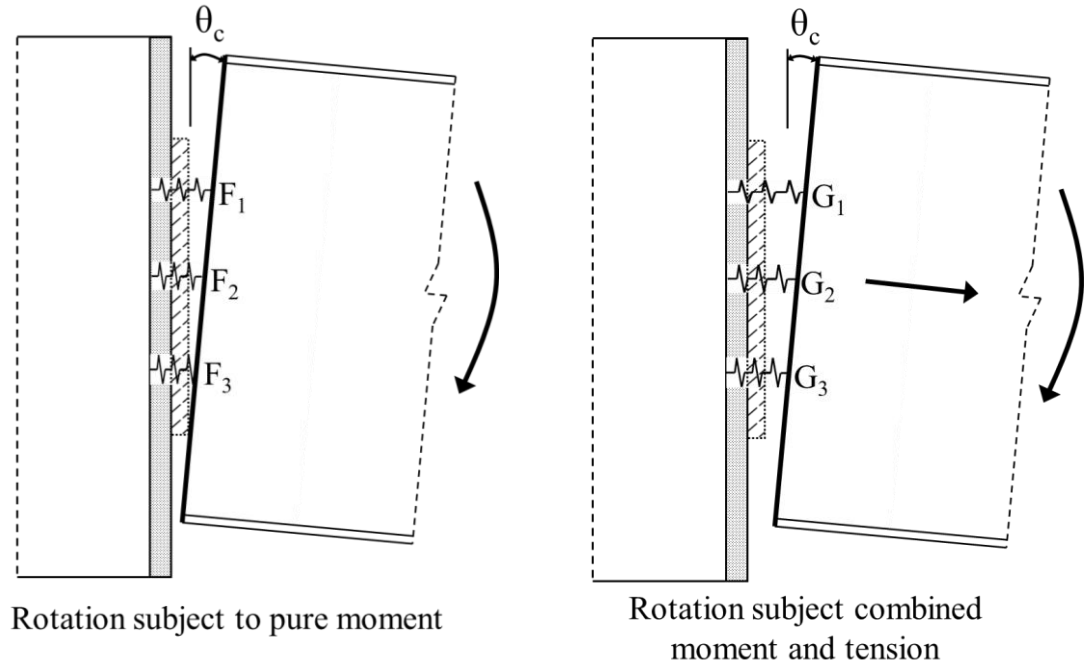 θc
F1
F2
F3
Rotation subject to pure moment
θc
G1
G2
G3
Rotation subject combined
moment and tension